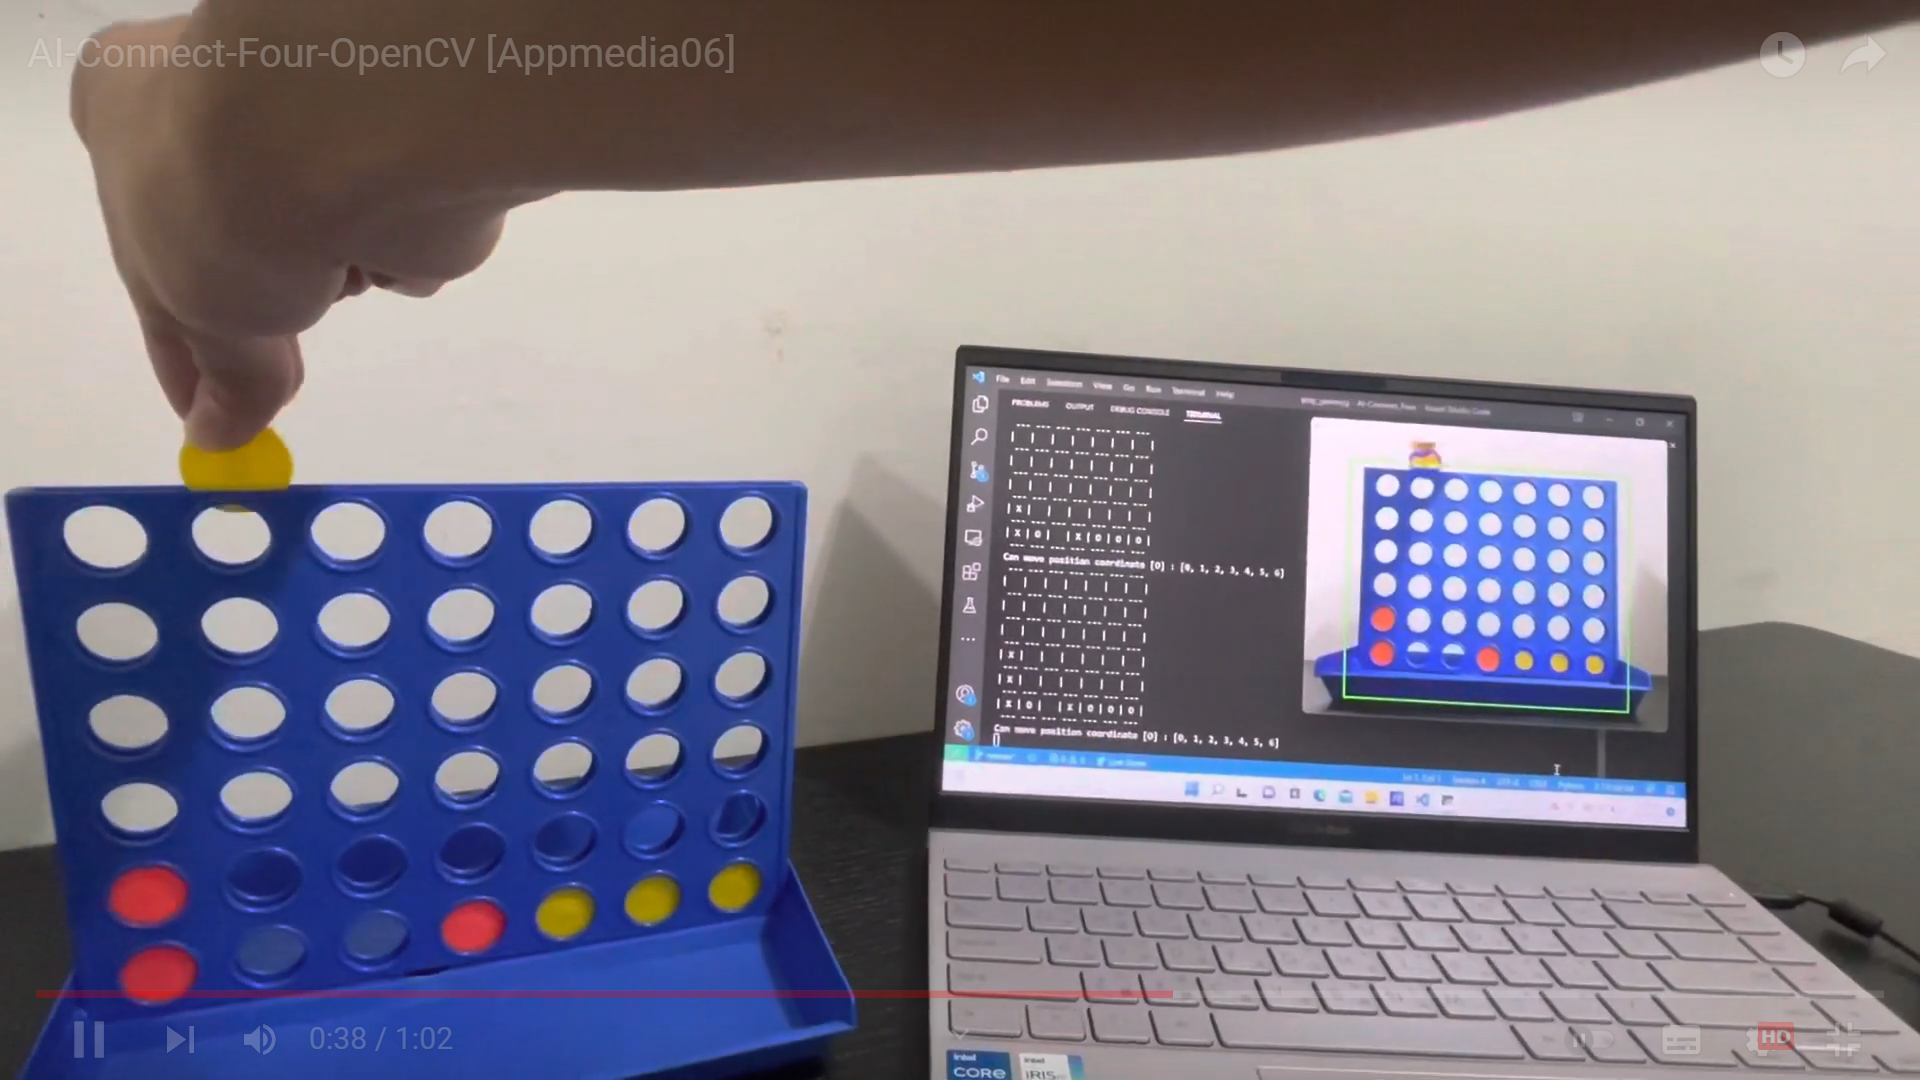 AI-Connect-Four-OpenCV [Appmedia06]
File Edit Selection View Go Run Terminal Help
PROBLEMS OUTPUT DEBUG CONSOLE TERMINAL
|X|
|X|O| |X|O|O|O|
Can move position coordinate [O] : [0, 1, 2, 3, 4, 5, 6]
|X|
|X|
|X|O| |X|O|O|O|
Can move position coordinate [O] : [0, 1, 2, 3, 4, 5, 6]
0:38 / 1:02
HD
intel
CORE
intel
iRIS